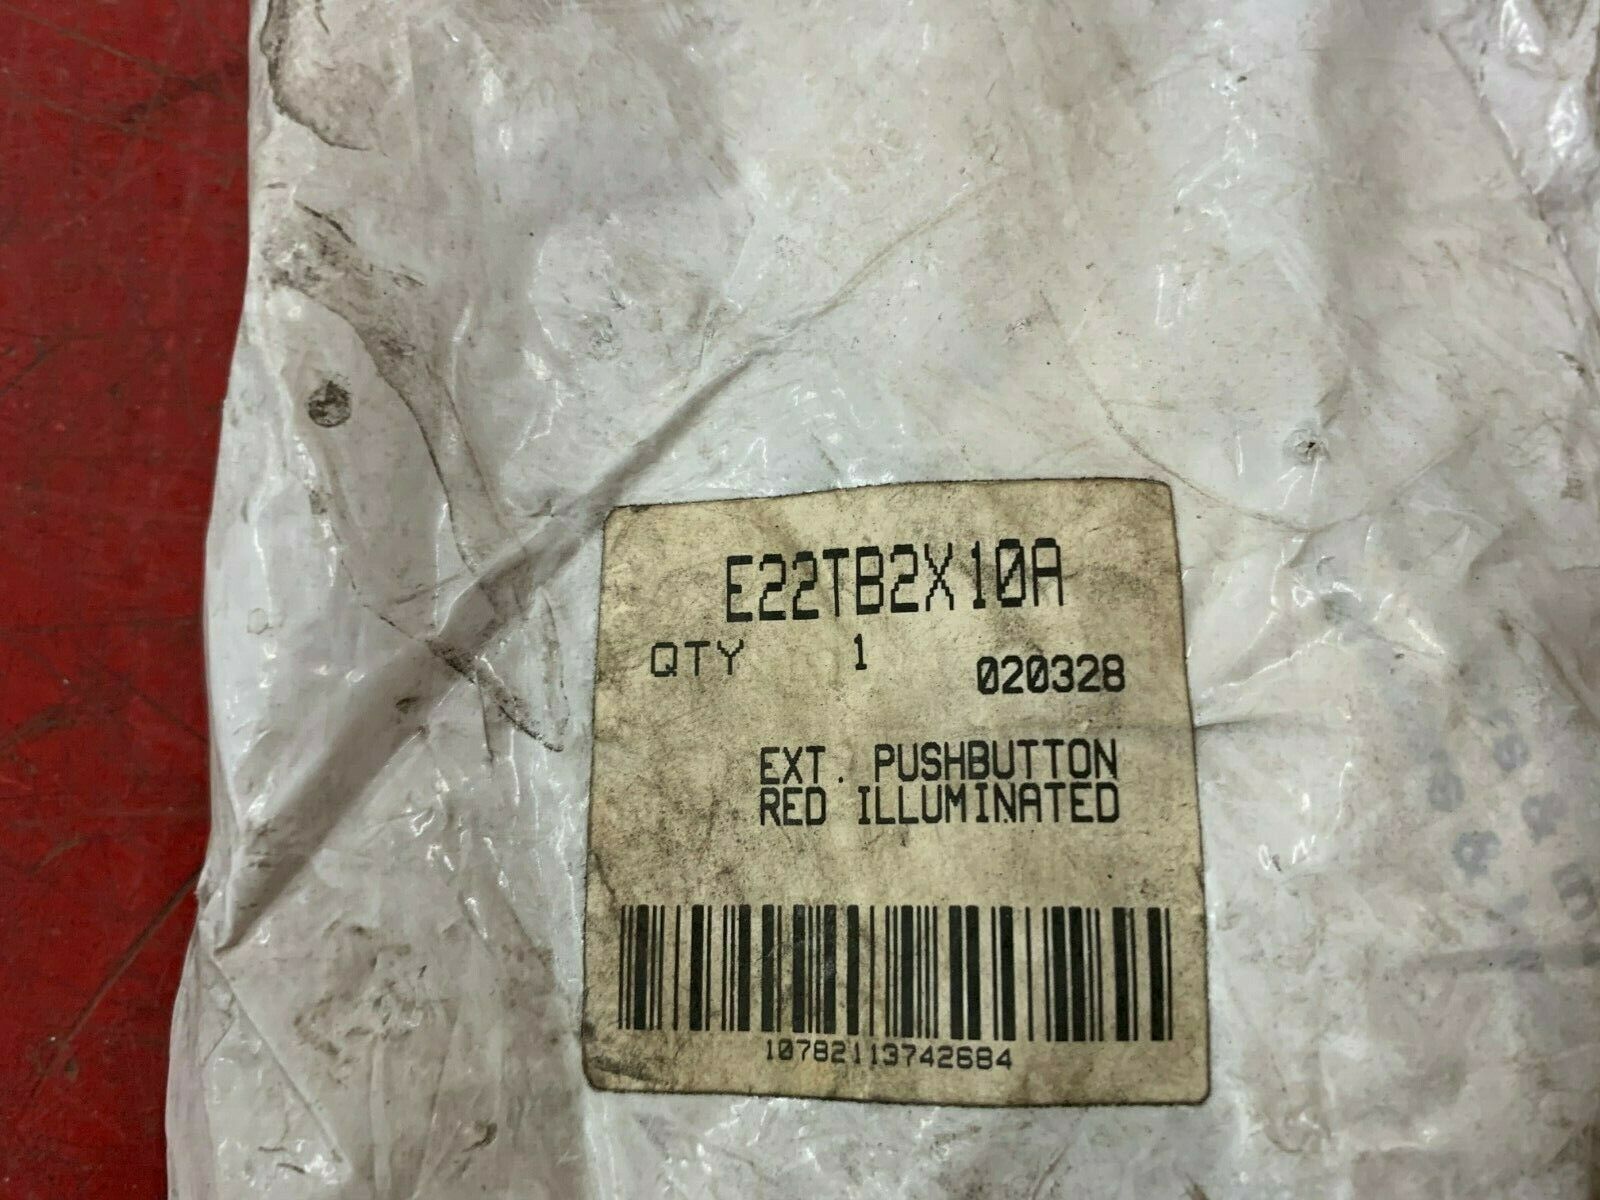 E22TB2X10A
QTY 1
020328
EXT. PUSHBUTTON
RED ILLUMINATED
10782113742684